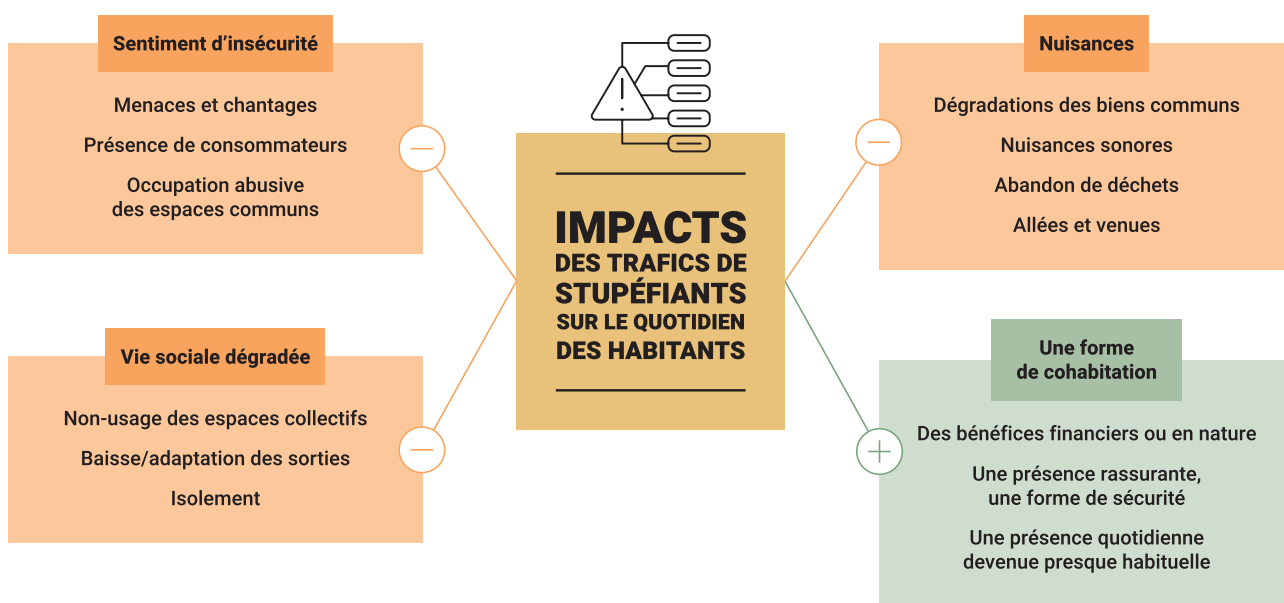 Sentiment d’insécurité
Menaces et chantages
Présence de consommateurs
Occupation abusive
des espaces communs
Vie sociale dégradée
Non-usage des espaces collectifs
Baisse/adaptation des sorties
Isolement
IMPACTS
DES TRAFICS DE
STUPÉFIANTS
SUR LE QUOTIDIEN
DES HABITANTS
Nuisances
Dégradations des biens communs
Nuisances sonores
Abandon de déchets
Allées et venues
Une forme
de cohabitation
Des bénéfices financiers ou en nature
Une présence rassurante,
une forme de sécurité
Une présence quotidienne
devenue presque habituelle